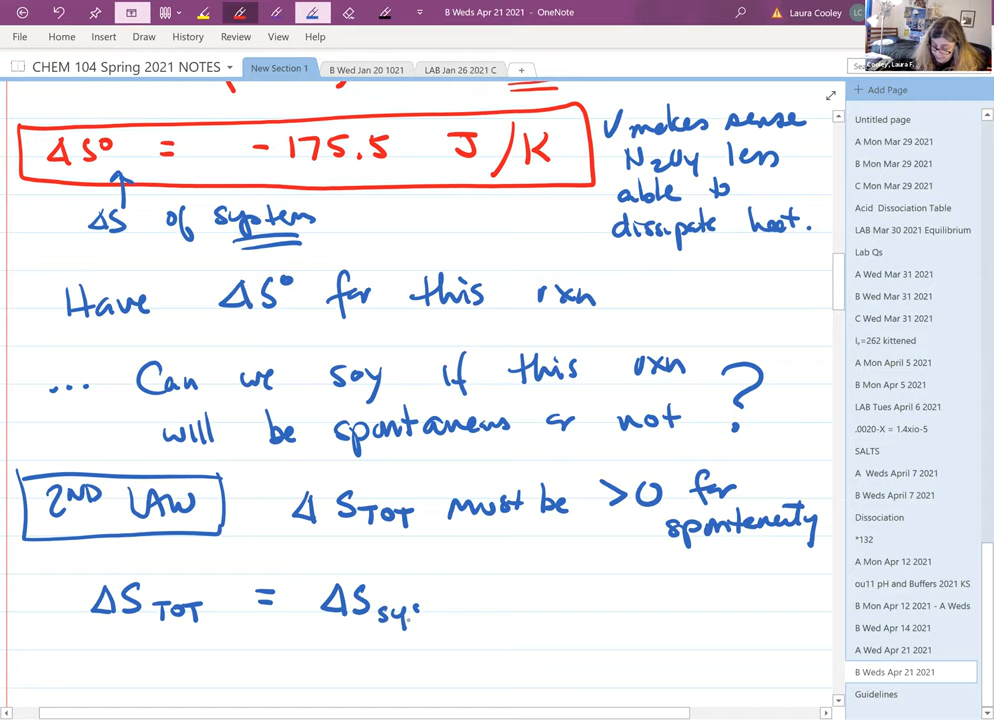 B Weds Apr 21 2021 - OneNote
Laura Cooley
LC
File Home Insert Draw History Review View Help
Cooley, Laura F.
CHEM 104 Spring 2021 NOTES
New Section 1
B Wed Jan 20 1021
LAB Jan 26 2021 C
Add Page
Untitled page
A Mon Mar 29 2021
B Mon Mar 29 2021
C Mon Mar 29 2021
Acid Dissociation Table
LAB Mar 30 2021 Equilibrium
Lab Qs
A Wed Mar 31 2021
B Wed Mar 31 2021
C Wed Mar 31 2021
I,=262 kittened
A Mon April 5 2021
B Mon Apr 5 2021
LAB Tues April 6 2021
.0020-X = 1.4xio-5
SALTS
A Weds April 7 2021
B Weds April 7 2021
Dissociation
*132
A Mon Apr 12 2021
ou11 pH and Buffers 2021 KS
B Mon Apr 12 2021 - A Weds
B Wed Apr 14 2021
A Wed Apr 21 2021
B Weds Apr 21 2021
Guidelines
ΔS° = -175.5 J/K
√ makes sense
N2O4 less
able to
dissipate heat.
ΔS of system
Have ΔS° for this rxn
... Can we say if this rxn
will be spontaneous or not ?
2ND LAW
Δ STOT must be >0 for
spontaneity
ΔS TOT = ΔS sys